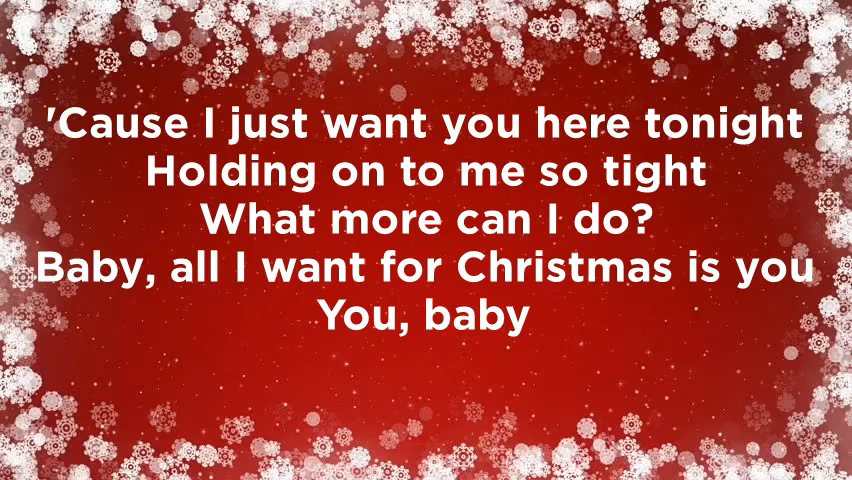 'Cause I just want you here tonight
Holding on to me so tight
What more can I do?
Baby, all I want for Christmas is you
You, baby